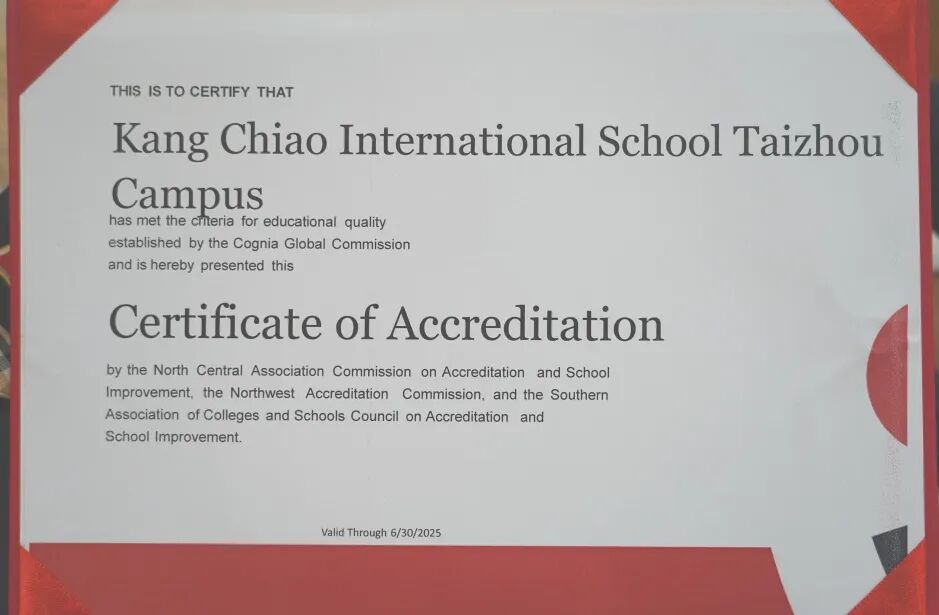 THIS IS TO CERTIFY THAT
Kang Chiao International School Taizhou
Campus
has met the criteria for educational quality
established by the Cognia Global Commission
and is hereby presented this
Certificate of Accreditation
by the North Central Association Commission on Accreditation and School
Improvement, the Northwest Accreditation Commission, and the Southern
Association of Colleges and Schools Council on Accreditation and
School Improvement.
Valid Through 6/30/2025